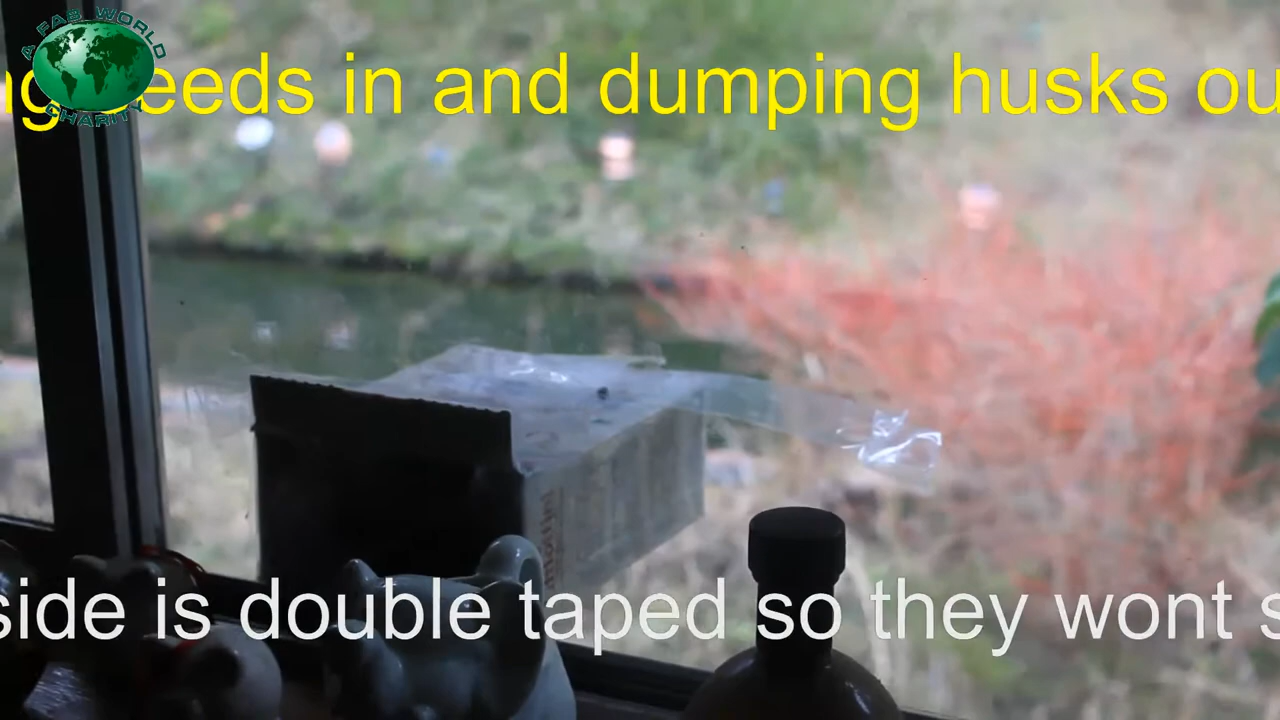 A FAB WORLD
CHARITY
eeds in and dumping husks ou
side is double taped so they wont s